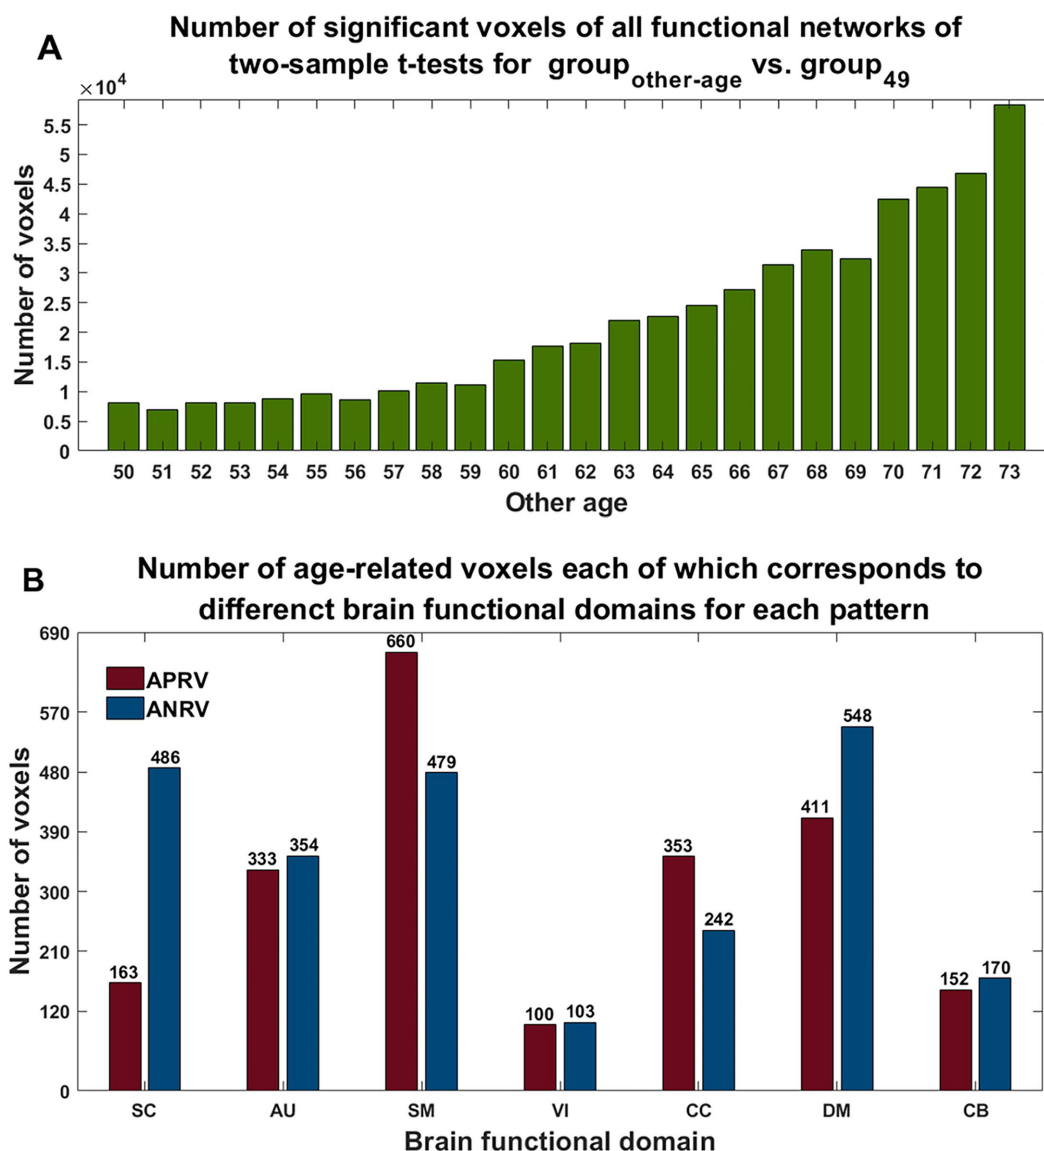 A
Number of significant voxels of all functional networks of
two-sample t-tests for group other-age vs. group 49
×10^4
5.5
5
4.5
4
3.5
3
2.5
2
1.5
1
0.5
0
Number of voxels
50 51 52 53 54 55 56 57 58 59 60 61 62 63 64 65 66 67 68 69 70 71 72 73
Other age
B
Number of age-related voxels each of which corresponds to
differenct brain functional domains for each pattern
690
570
480
390
300
210
120
0
Number of voxels
APRV
ANRV
163 486 333 354 660 479 100 103 353 242 411 548 152 170
SC AU SM VI CC DM CB
Brain functional domain